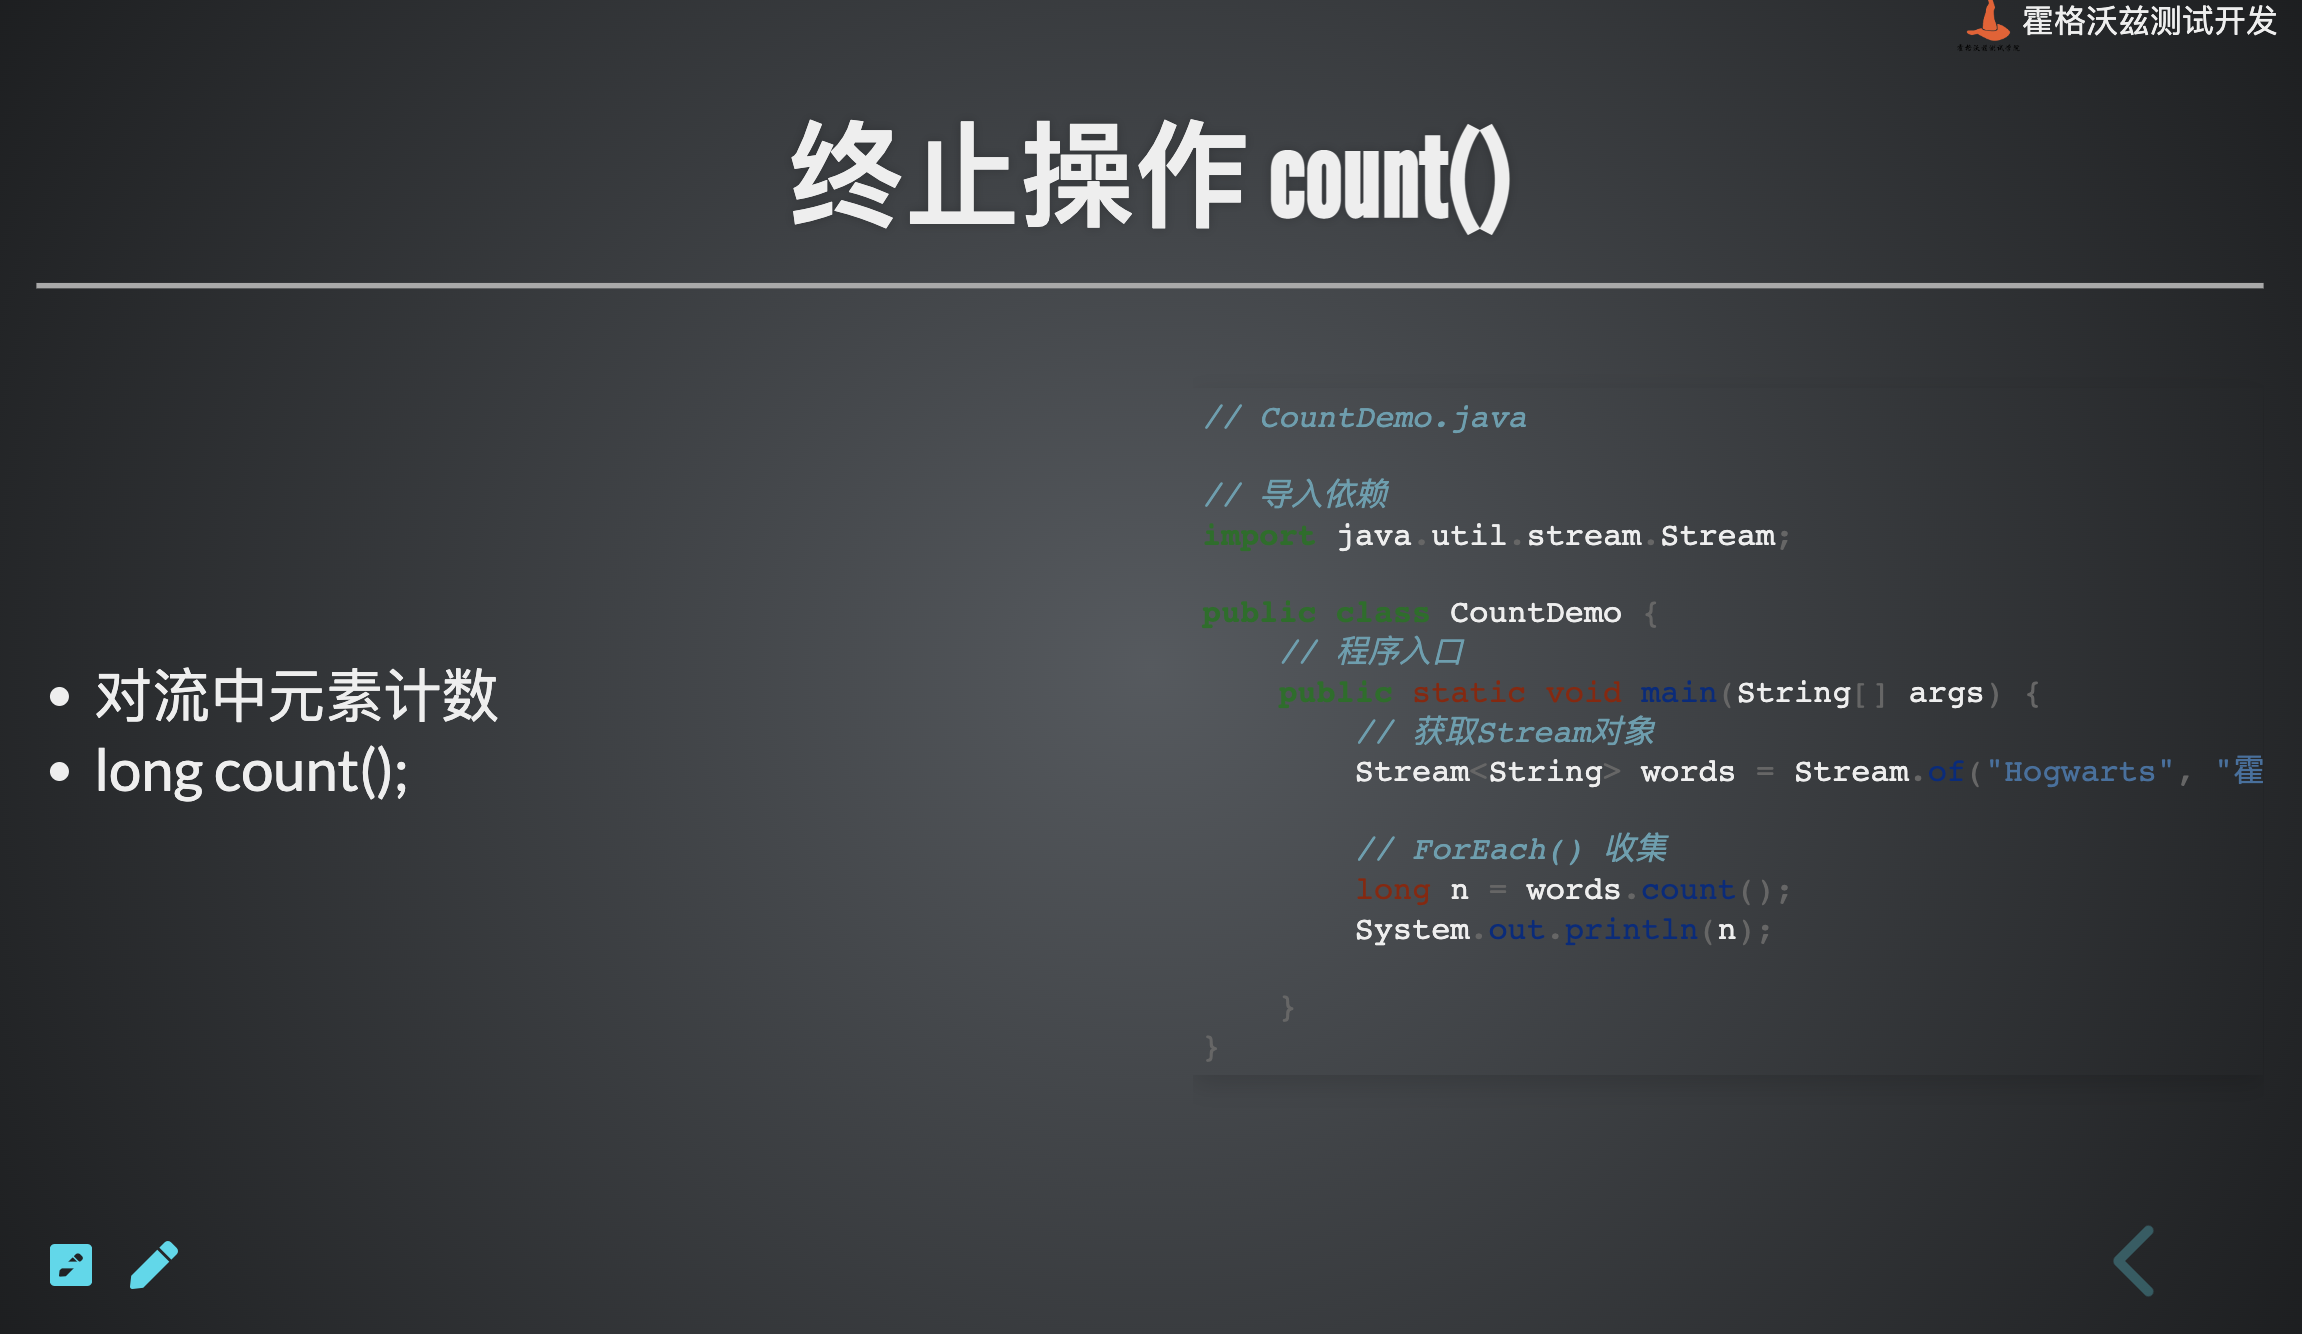 霍格沃兹测试开发
终止操作 count()
• 对流中元素计数
• long count();
// CountDemo.java
// 导入依赖
import java.util.stream.Stream;
public class CountDemo {
// 程序入口
public static void main(String[] args) {
// 获取Stream对象
Stream<String> words = Stream.of("Hogwarts", "霍
// ForEach() 收集
long n = words.count();
System.out.println(n);
}
}